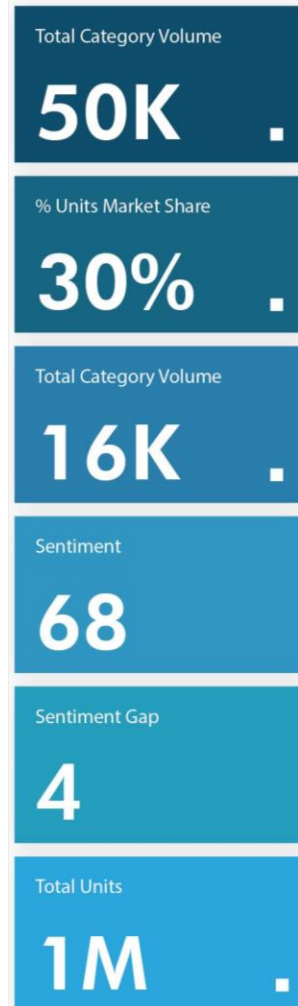 Total Category Volume
50K .
% Units Market Share
30% .
Total Category Volume
16K .
Sentiment
68
Sentiment Gap
4
Total Units
1M .